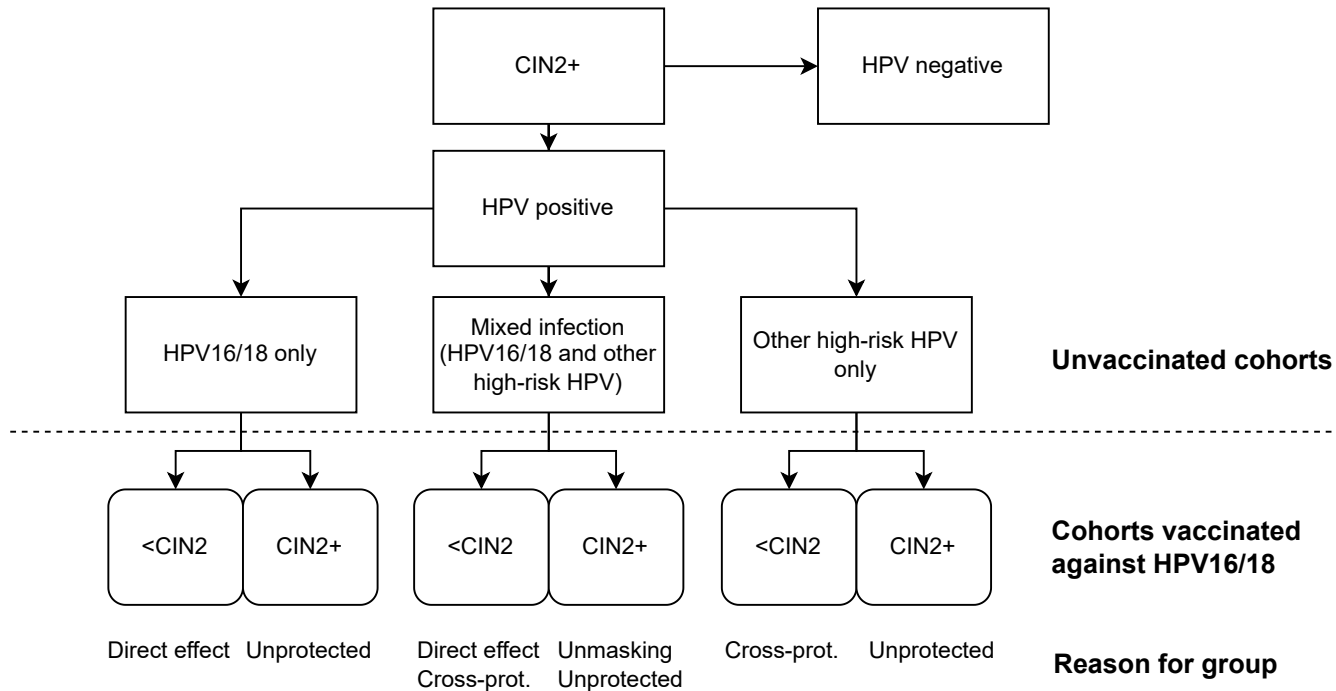 CIN2+
HPV negative
HPV positive
HPV16/18 only
Mixed infection
(HPV16/18 and other
high-risk HPV)
Other high-risk HPV
only
Unvaccinated cohorts
<CIN2
CIN2+
<CIN2
CIN2+
<CIN2
CIN2+
Cohorts vaccinated
against HPV16/18
Direct effect
Unprotected
Direct effect
Cross-prot.
Unmasking
Unprotected
Cross-prot.
Unprotected
Reason for group